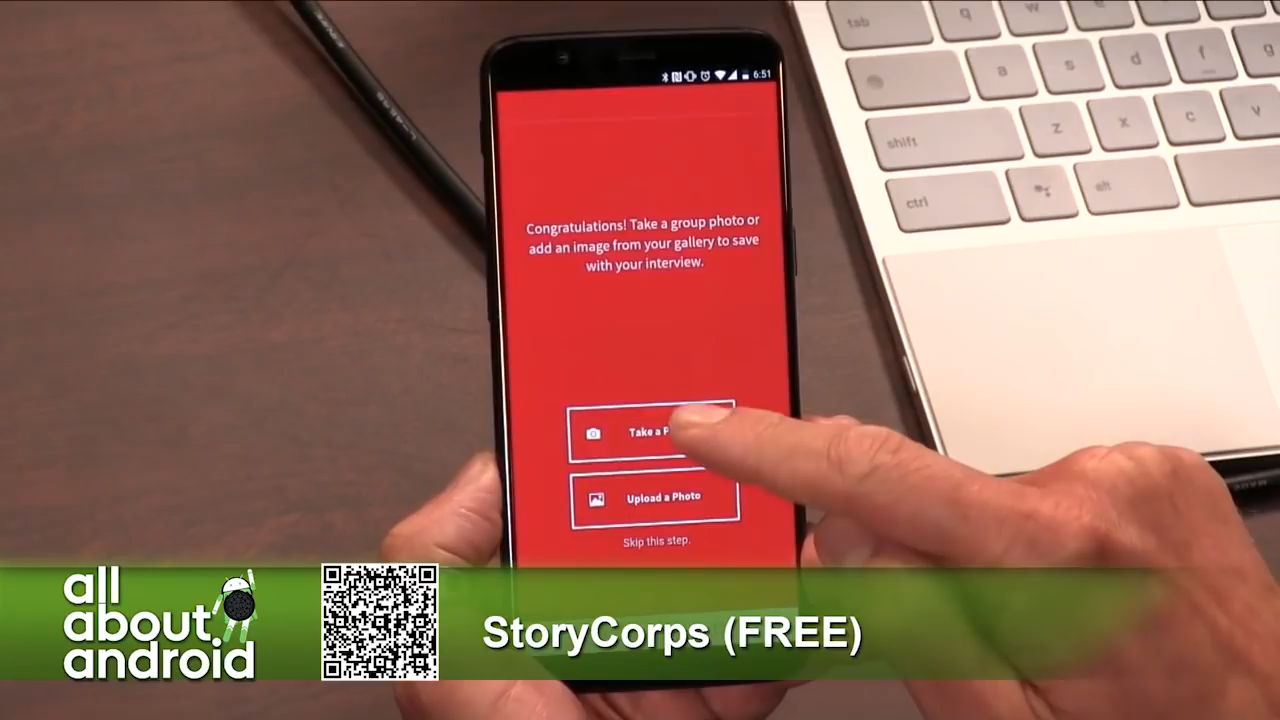 6:51
Congratulations! Take a group photo or
add an image from your gallery to save
with your interview.
Take a P
Upload a Photo
Skip this step.
tab
q
w
e
a
s
d
f
g
shift
z
x
c
v
ctrl
alt
all
about
android
StoryCorps (FREE)